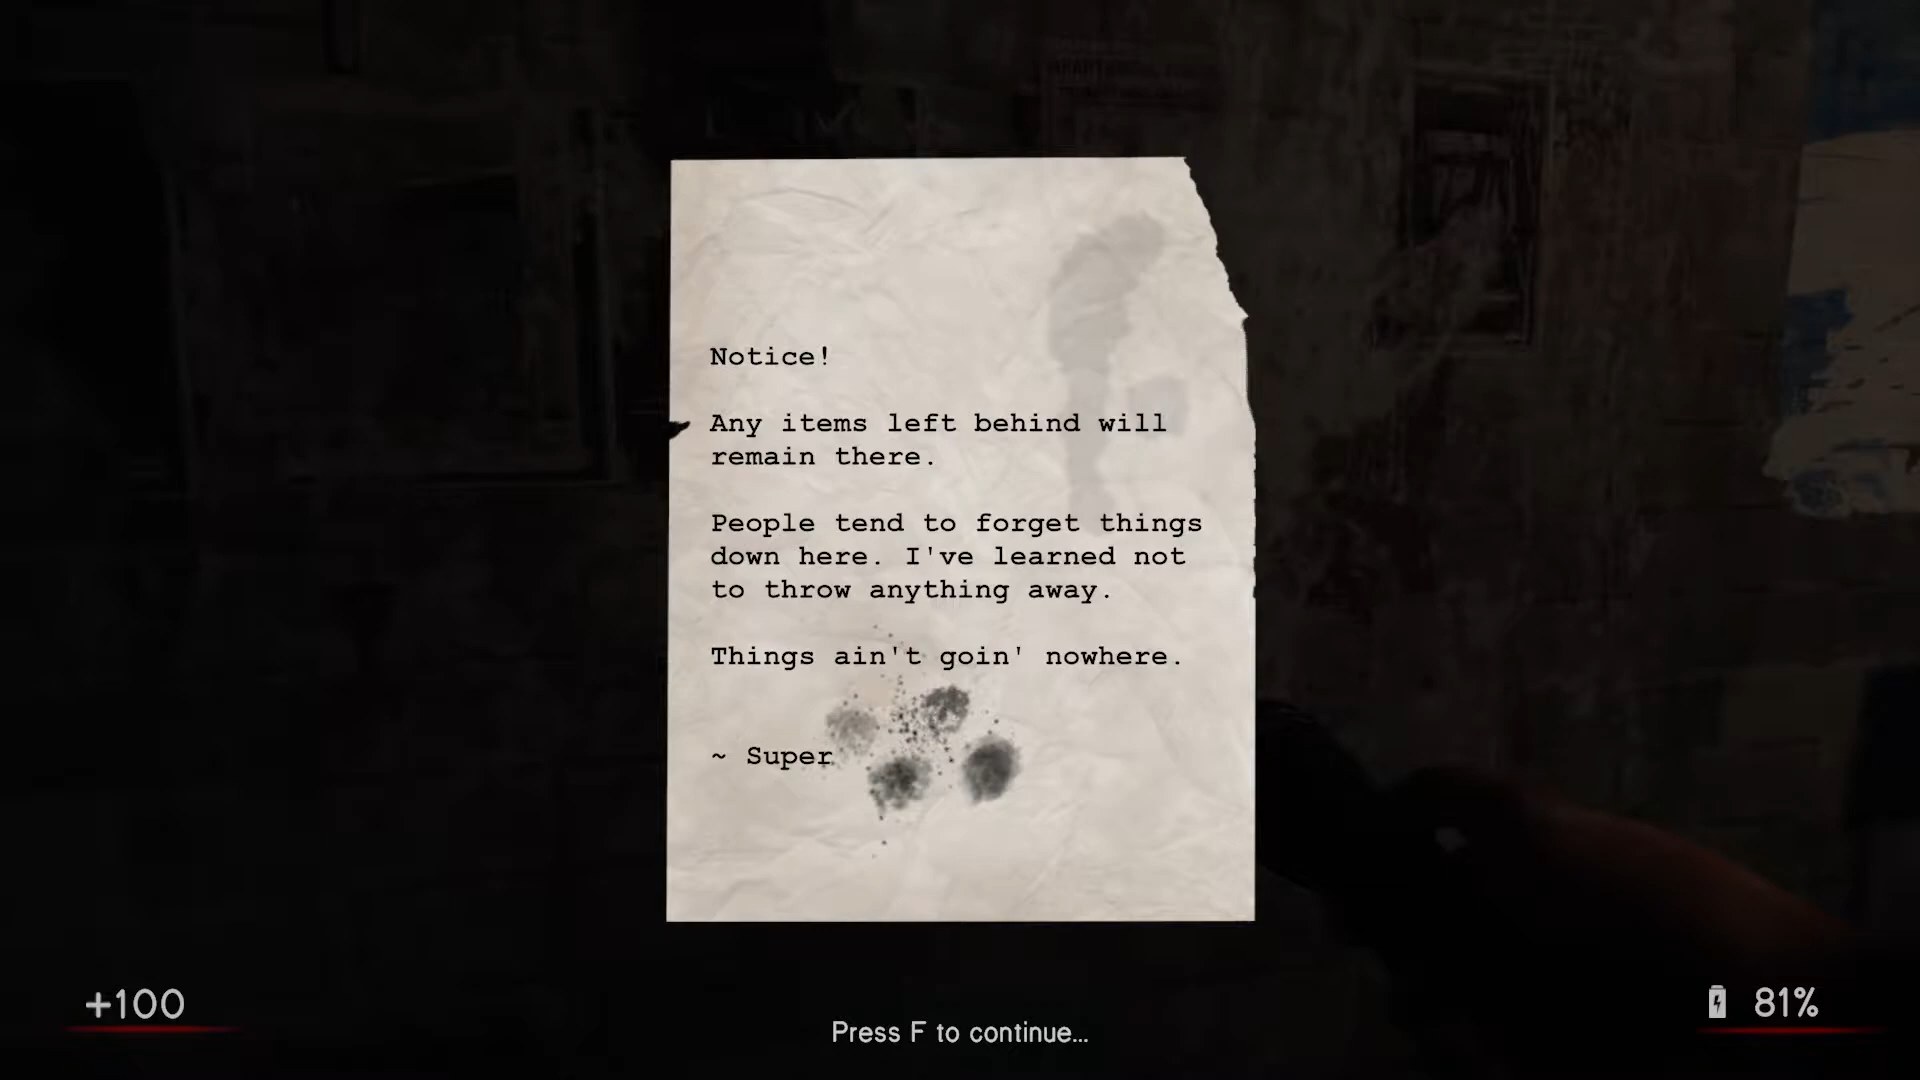 Notice!
Any items left behind will
remain there.
People tend to forget things
down here. I've learned not
to throw anything away.
Things ain't goin' nowhere.
~ Super
+100
81%
Press F to continue...